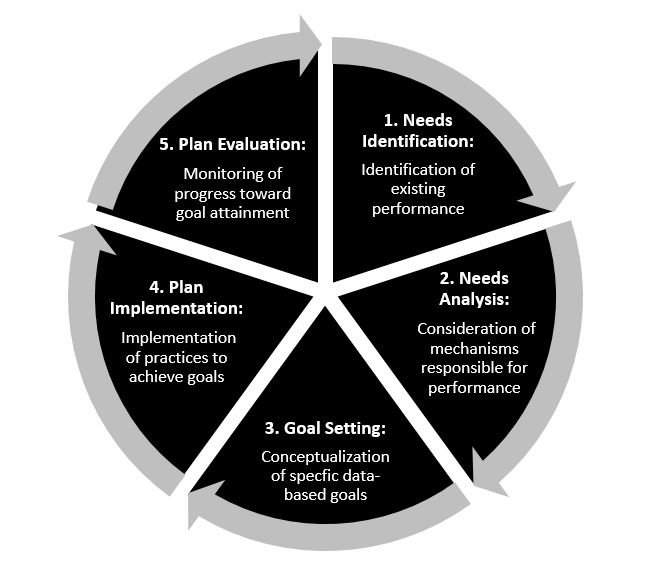 1. Needs
Identification:
Identification of
existing
performance
2. Needs
Analysis:
Consideration of
mechanisms
responsible for
performance
3. Goal Setting:
Conceptualization
of specfic data-
based goals
4. Plan
Implementation:
Implementation
of practices to
achieve goals
5. Plan Evaluation:
Monitoring of
progress toward
goal attainment